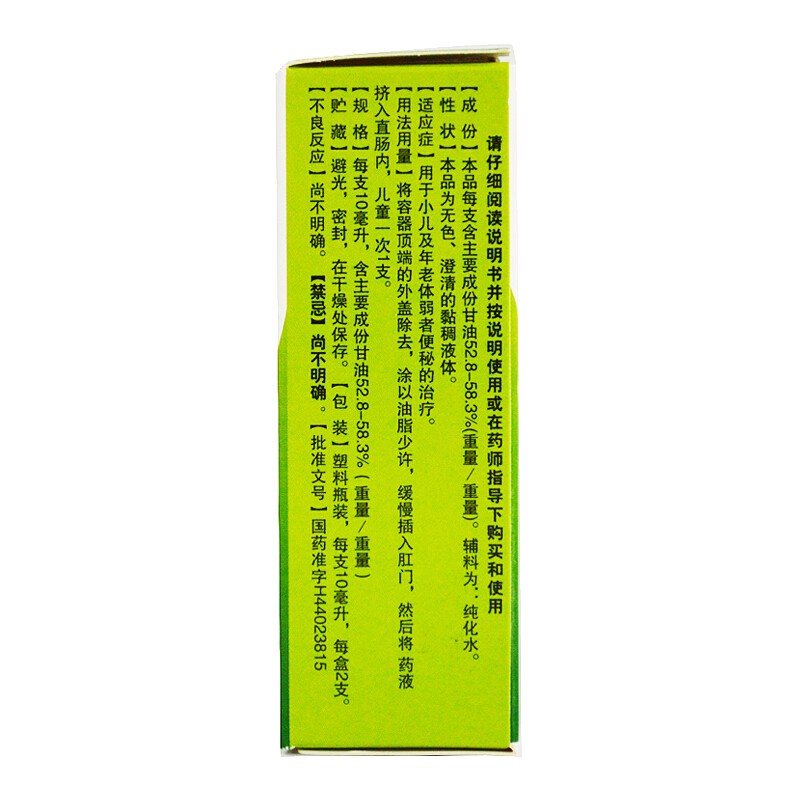 请仔细阅读说明书并按说明使用或在药师指导下购买和使用
【成 份】本品每支含主要成份甘油52.8-58.3%(重量/重量)。辅料为:纯化水。
【性 状】本品为无色、澄清的黏稠液体。
【适应症】用于小儿及年老体弱者便秘的治疗。
【用法用量】将容器顶端的外盖除去，涂以油脂少许，缓慢插入肛门，然后将药液
挤入直肠内，儿童一次1支。
【规 格】每支10毫升，含主要成份甘油52.8-58.3%(重量/重量)
【贮 藏】避光，密封，在干燥处保存。【包 装】塑料瓶装，每支10毫升，每盒2支。
【不良反应】尚不明确。【禁忌】尚不明确。【批准文号】国药准字H44023815